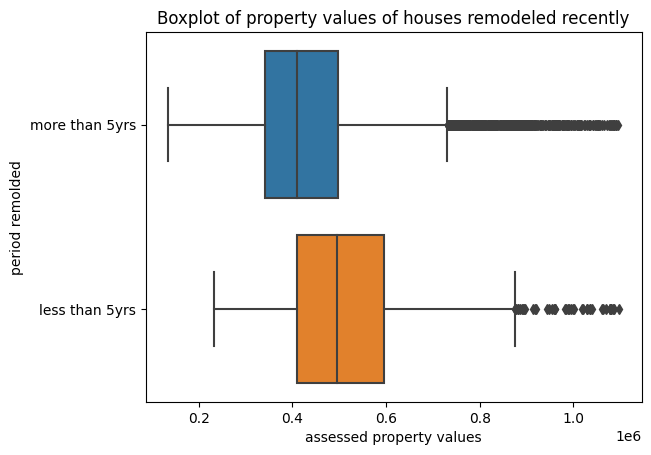 Boxplot of property values of houses remodeled recently
more than 5yrs
less than 5yrs
period remolded
0.2 0.4 0.6 0.8 1.0
1e6
assessed property values